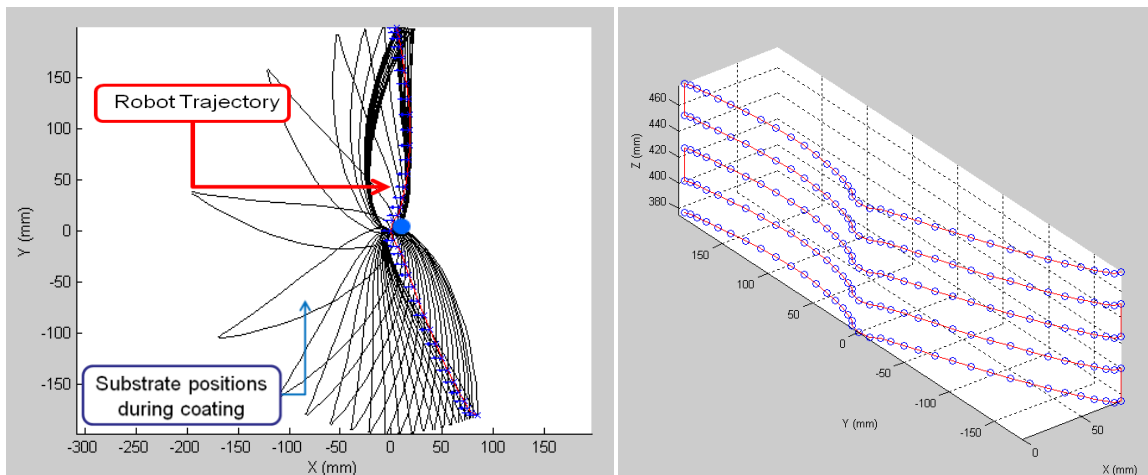 150
100
50
0
-50
-100
-150
Y (mm)
Robot Trajectory
Substrate positions
during coating
-300 -250 -200 -150 -100 -50 0 50 100 150
X (mm)
460
440
420
400
380
Z (mm)
150
100
50
0
-50
-100
-150
Y (mm)
0
50
X (mm)